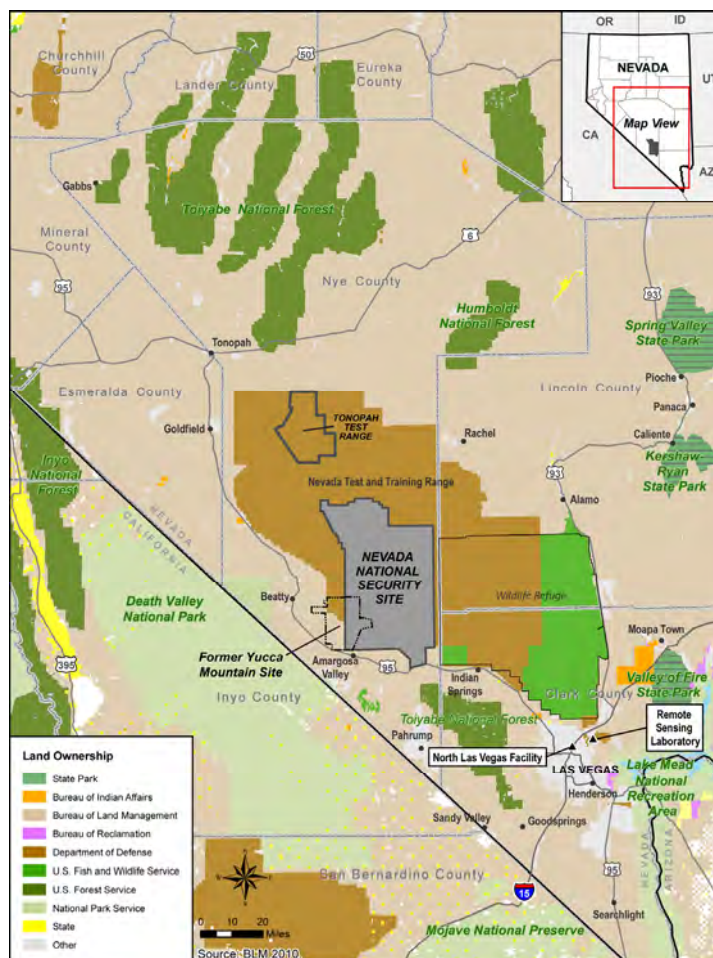 OR
ID
NEVADA
UT
Map View
CA
AZ
Churchhill
County
Lander County
50
Eureka
County
Gabbs
Toiyabe National Forest
Mineral
County
6
95
Nye County
93
Humboldt
National Forest
Spring Valley
State Park
Tonopah
Pioche
Esmeralda County
Lincoln County
Panaca
TONOPAH
TEST
RANGE
Goldfield
Rachel
Caliente
Inyo
National
Forest
Kershaw-
Ryan
State Park
93
Nevada Test and Training Range
Alamo
NEVADA
CALIFORNIA
NEVADA
NATIONAL
SECURITY
SITE
Death Valley
National Park
Beatty
Wildlife Refuge
Moapa Town
Former Yucca
Mountain Site
Amargosa
Valley
95
395
Indian
Springs
Valley of Fire
State Park
Clark County
Inyo County
Toiyabe National Forest
Remote
Sensing
Laboratory
Pahrump
North Las Vegas Facility
LAS VEGAS
Lake Mead
National
Recreation
Area
Henderson
Sandy Valley
Goodsprings
NEVADA
ARIZONA
San Bernardino County
95
15
Searchlight
Mojave National Preserve
Land Ownership
State Park
Bureau of Indian Affairs
Bureau of Land Management
Bureau of Reclamation
Department of Defense
U.S. Fish and Wildlife Service
U.S. Forest Service
National Park Service
State
Other
0 10 20
Miles
Source: BLM 2010